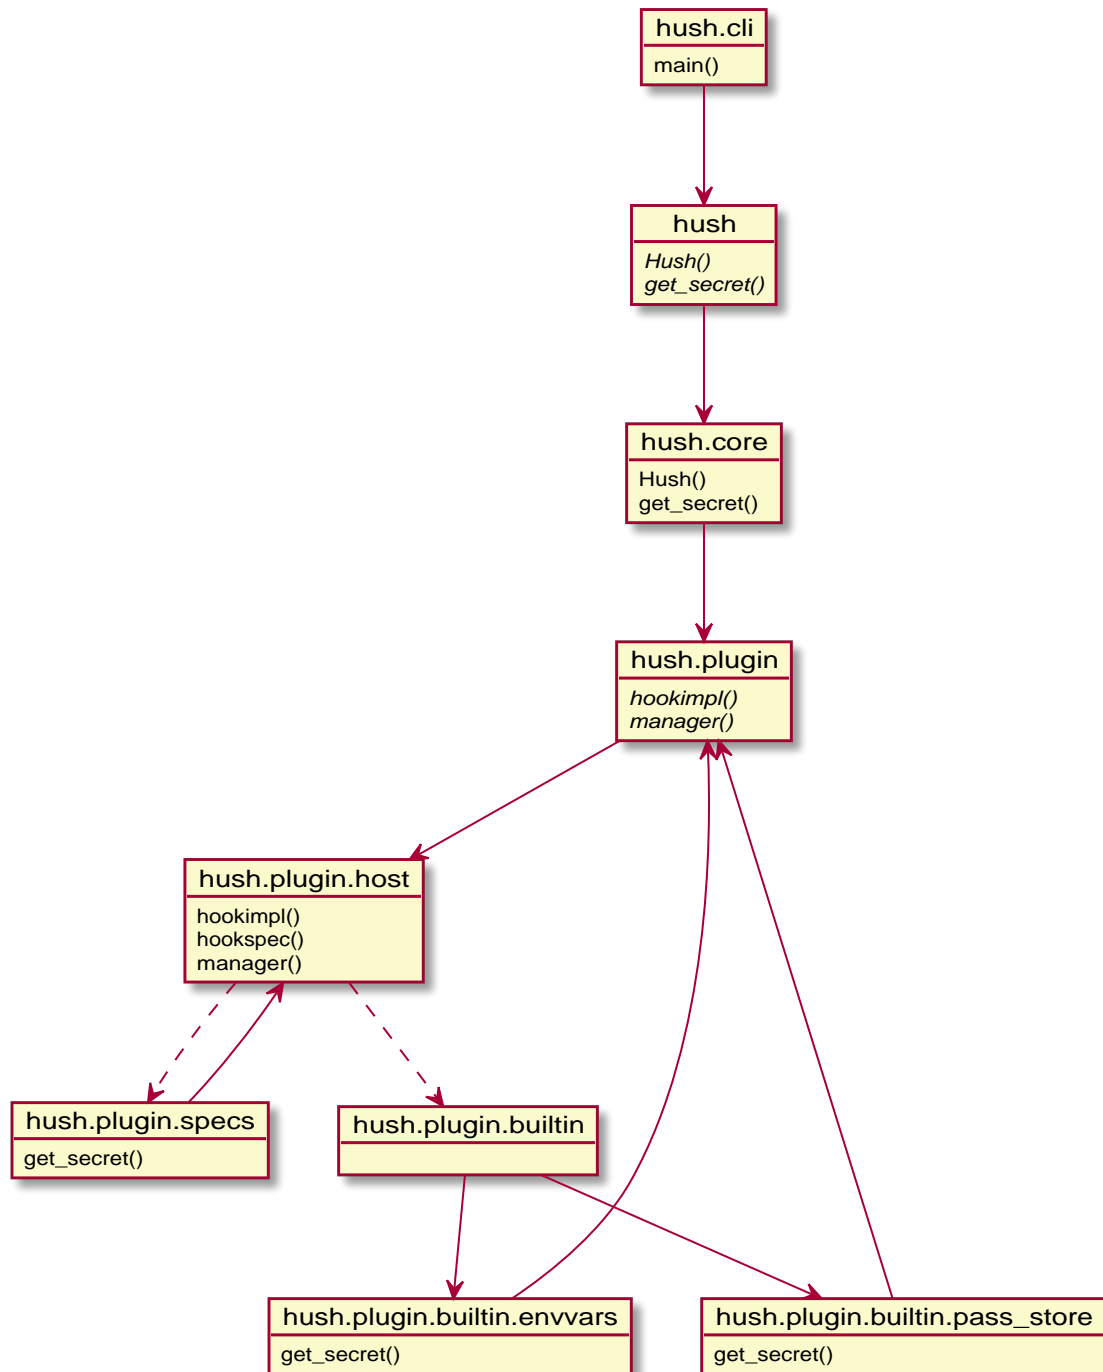 hush.cli
main()
hush
Hush()
get_secret()
hush.core
Hush()
get_secret()
hush.plugin
hookimpl()
manager()
hush.plugin.host
hookimpl()
hookspec()
manager()
hush.plugin.specs
get_secret()
hush.plugin.builtin
hush.plugin.builtin.envvars
get_secret()
hush.plugin.builtin.pass_store
get_secret()